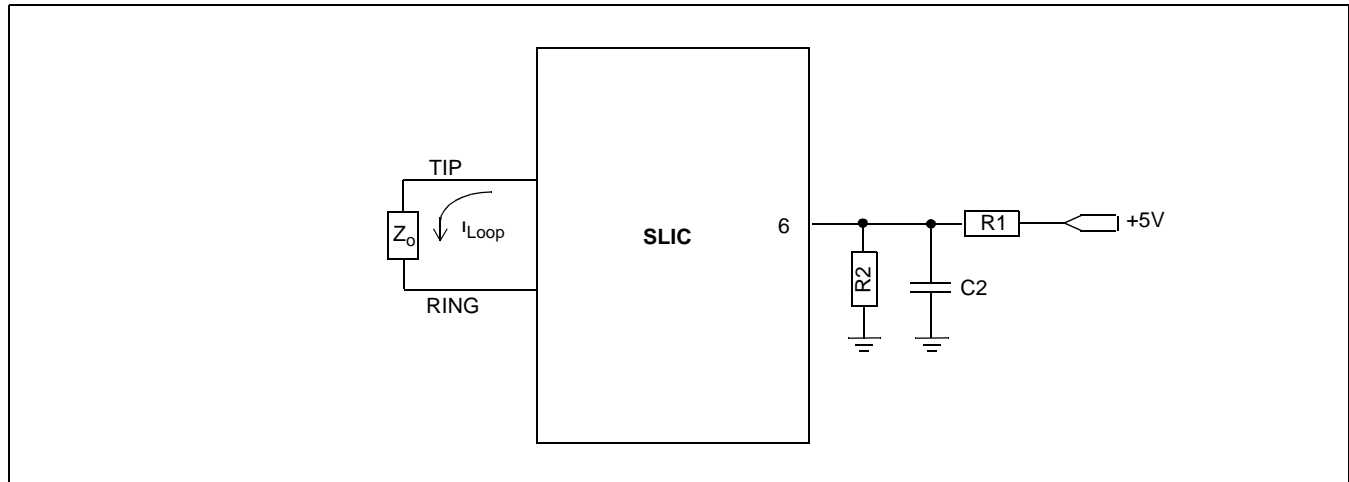 TIP
Zo
ILoop
RING
SLIC
6
R2
C2
R1
+5V